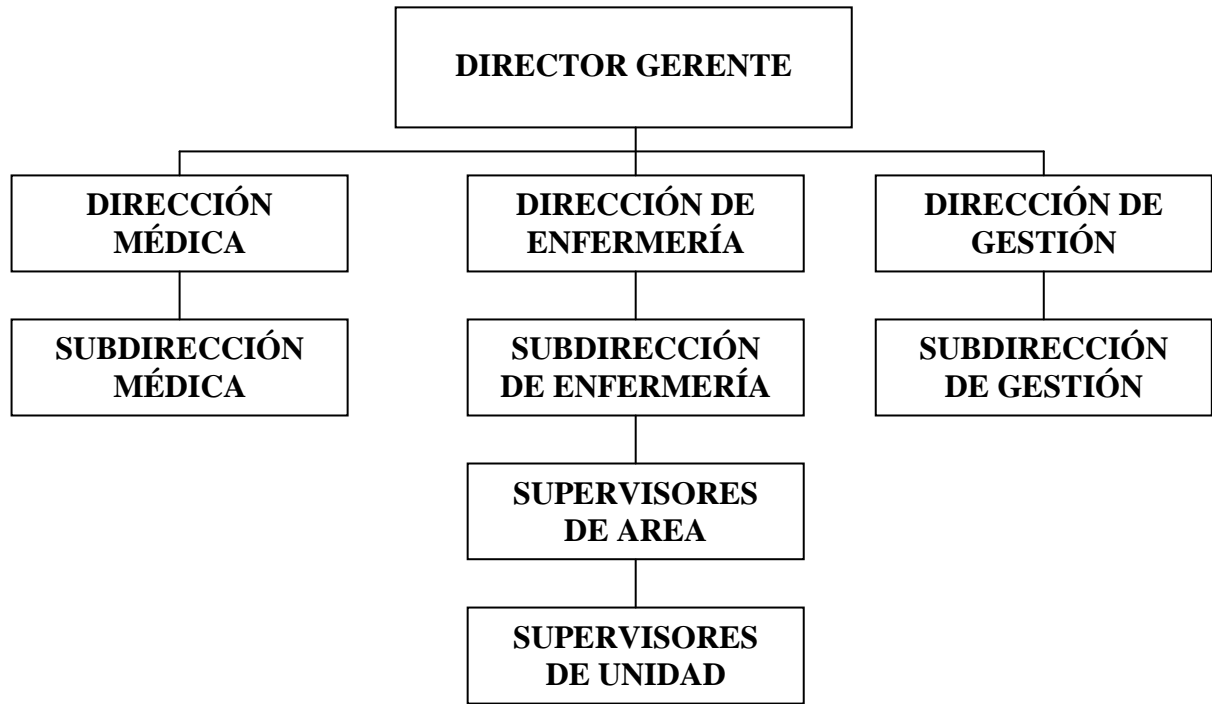 DIRECTOR GERENTE
DIRECCIÓN
MÉDICA
DIRECCIÓN DE
ENFERMERÍA
DIRECCIÓN DE
GESTIÓN
SUBDIRECCIÓN
MÉDICA
SUBDIRECCIÓN
DE ENFERMERÍA
SUBDIRECCIÓN
DE GESTIÓN
SUPERVISORES
DE AREA
SUPERVISORES
DE UNIDAD